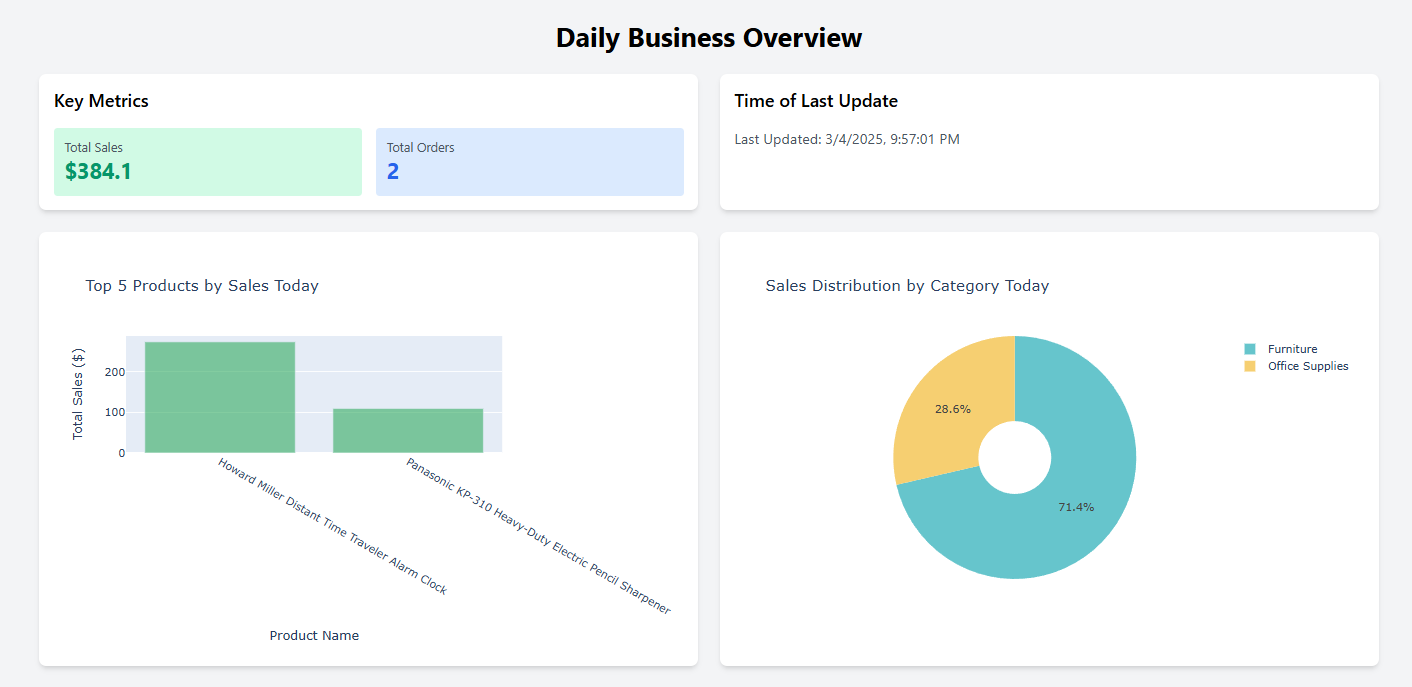 Daily Business Overview
Key Metrics
Total Sales
$384.1
Total Orders
2
Time of Last Update
Last Updated: 3/4/2025, 9:57:01 PM
Top 5 Products by Sales Today
Total Sales ($)
200
100
0
Howard Miller Distant Time Traveler Alarm Clock
Panasonic KP-310 Heavy-Duty Electric Pencil Sharpener
Product Name
Sales Distribution by Category Today
28.6%
71.4%
Furniture
Office Supplies